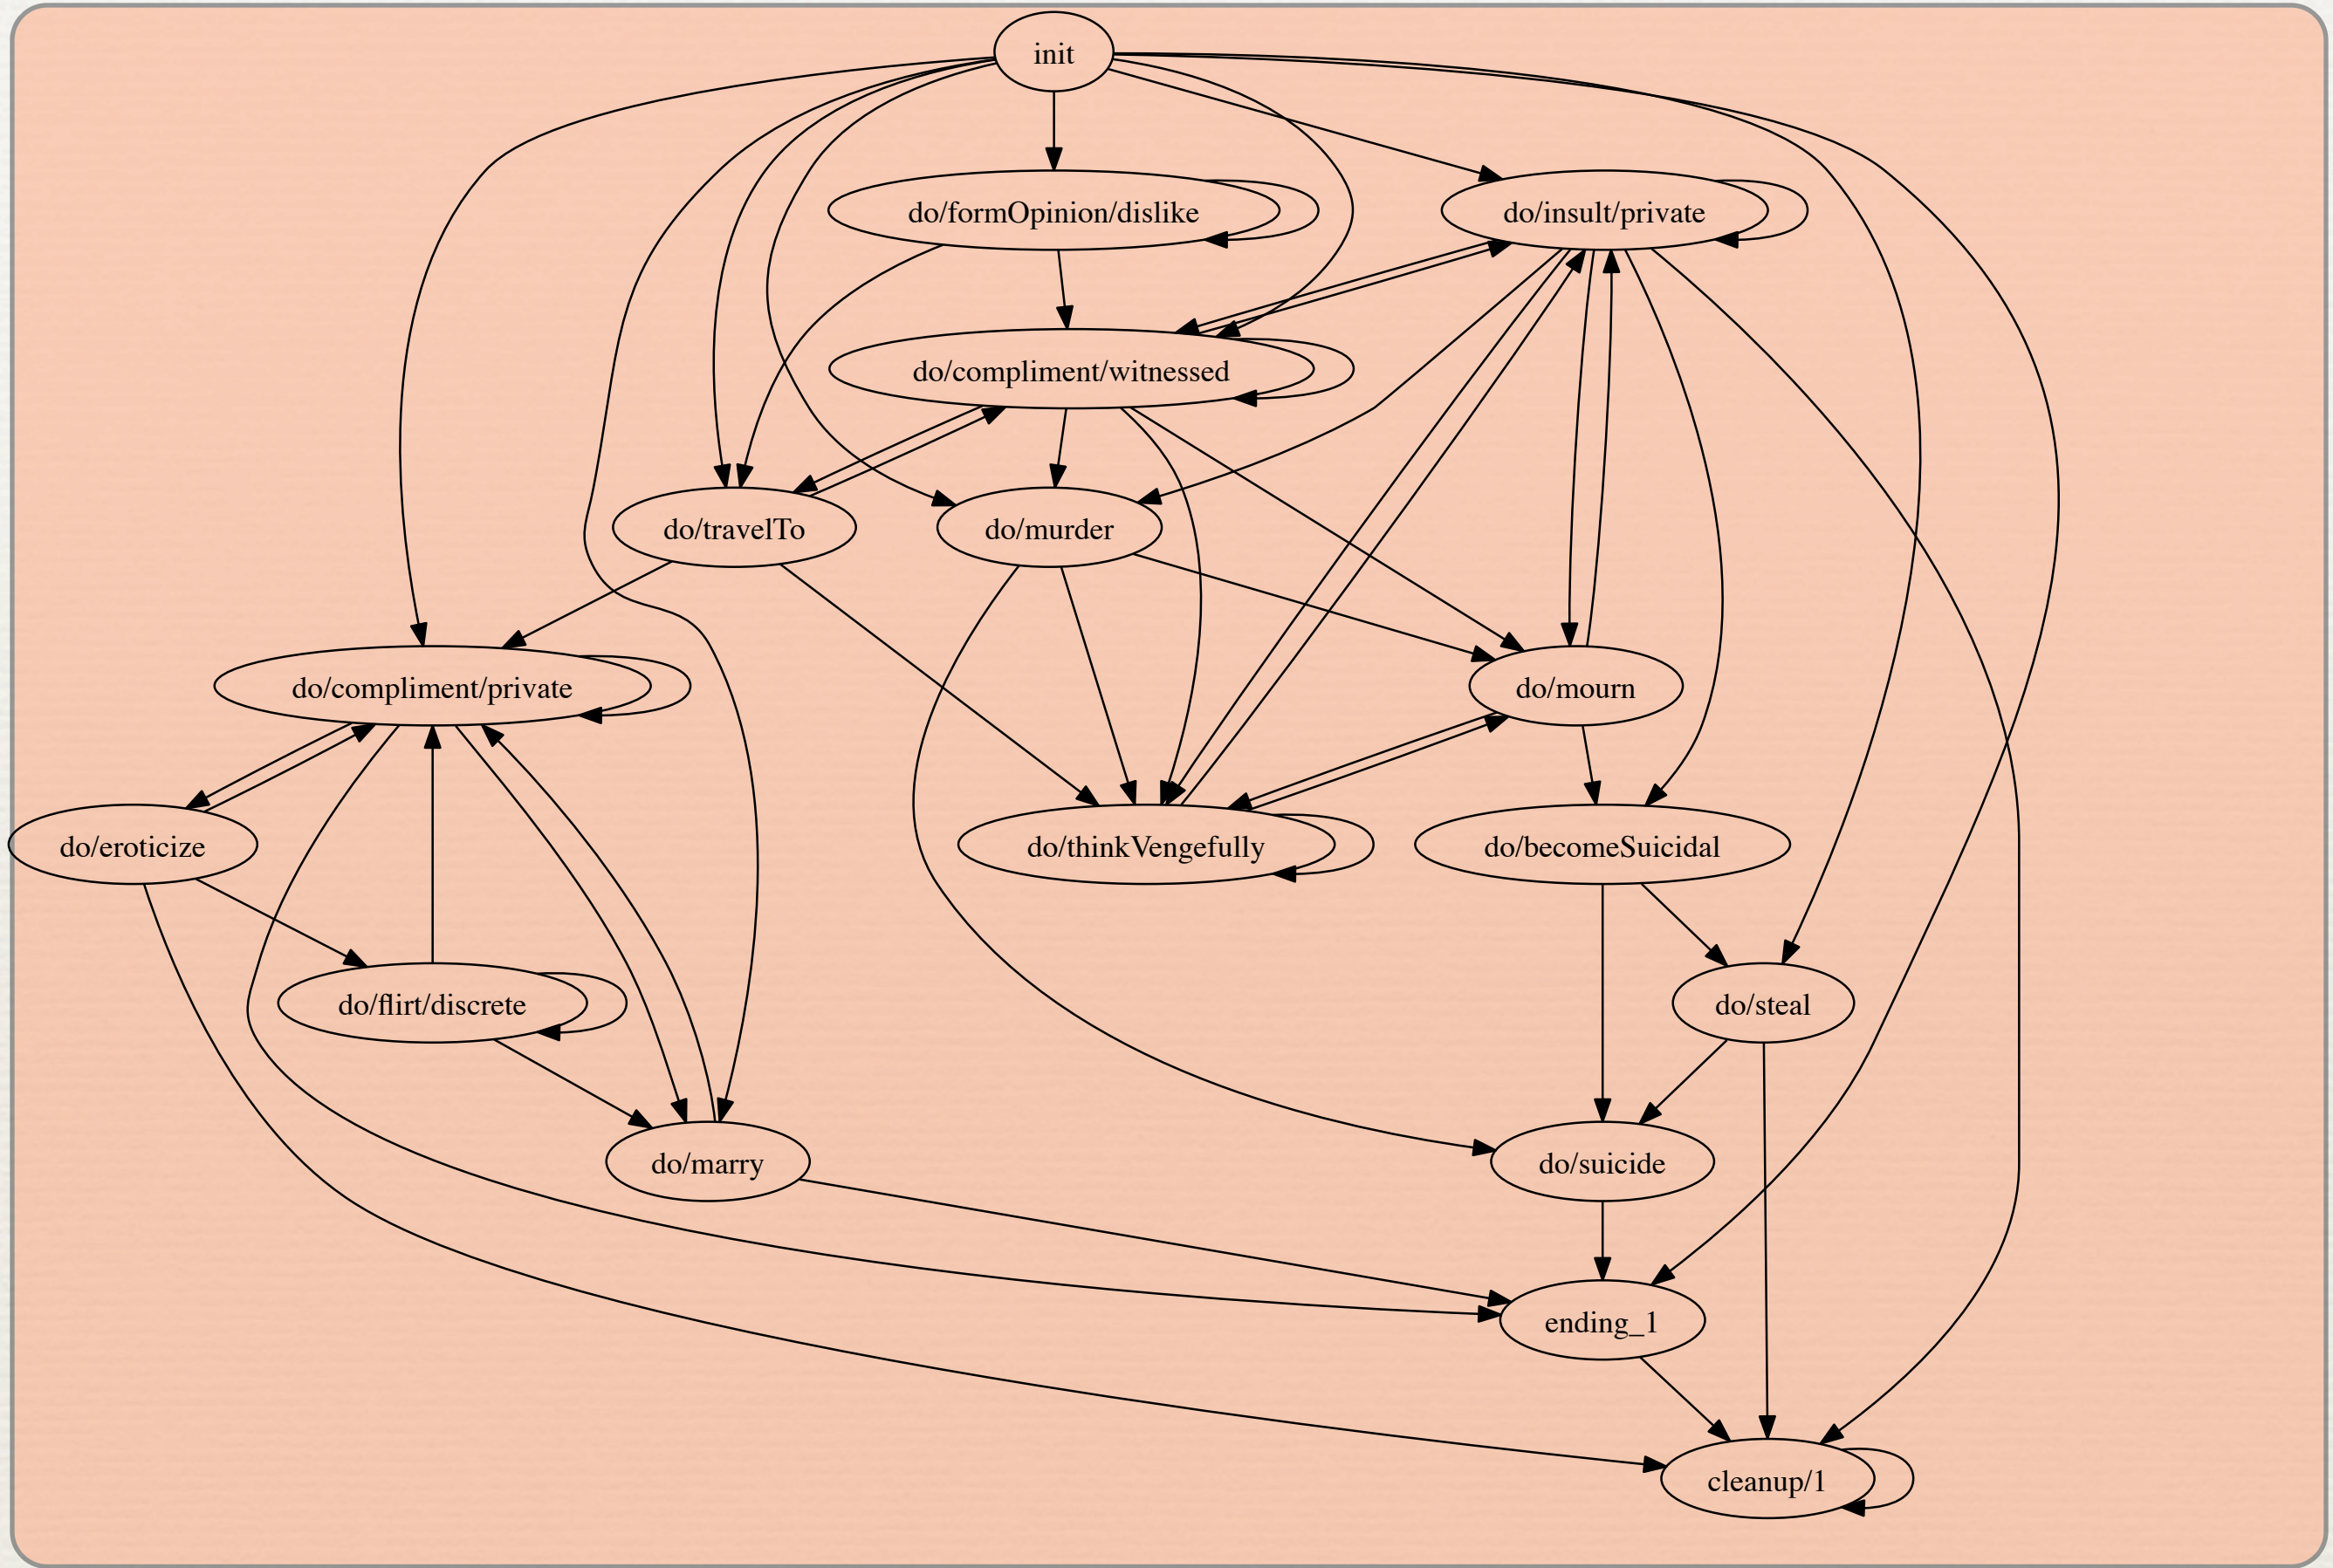 init
do/formOpinion/dislike
do/insult/private
do/compliment/witnessed
do/travelTo
do/murder
do/compliment/private
do/mourn
do/eroticize
do/thinkVengefully
do/becomeSuicidal
do/flirt/discrete
do/steal
do/marry
do/suicide
ending_1
cleanup/1